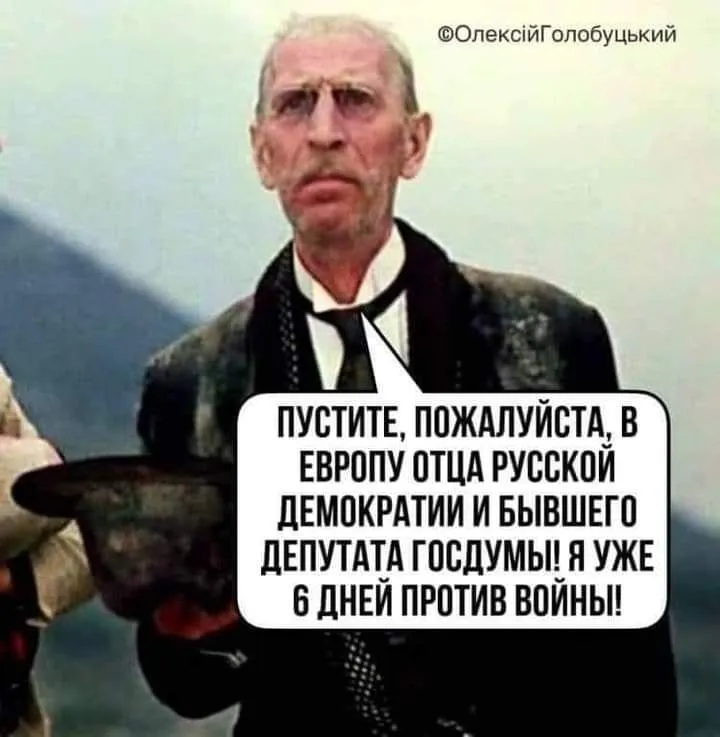 ©ОлексійГолобуцький
ПУСТИТЕ, ПОЖАЛУЙСТА, В
ЕВРОПУ ОТЦА РУССКОЙ
ДЕМОКРАТИИ И БЫВШЕГО
ДЕПУТАТА ГОСДУМЫ! Я УЖЕ
6 ДНЕЙ ПРОТИВ ВОЙНЫ!